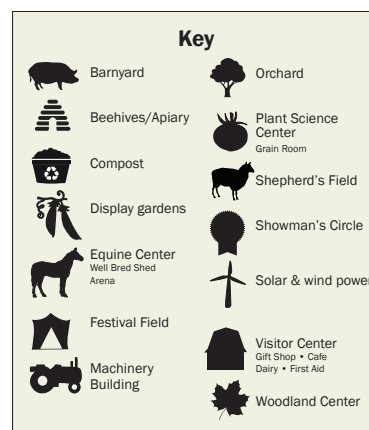 Key
Barnyard
Beehives/Apiary
Compost
Display gardens
Equine Center
Well Bred Shed
Arena
Festival Field
Machinery
Building
Orchard
Plant Science
Center
Grain Room
Shepherd's Field
Showman's Circle
Solar & wind power
Visitor Center
Gift Shop • Cafe
Dairy • First Aid
Woodland Center